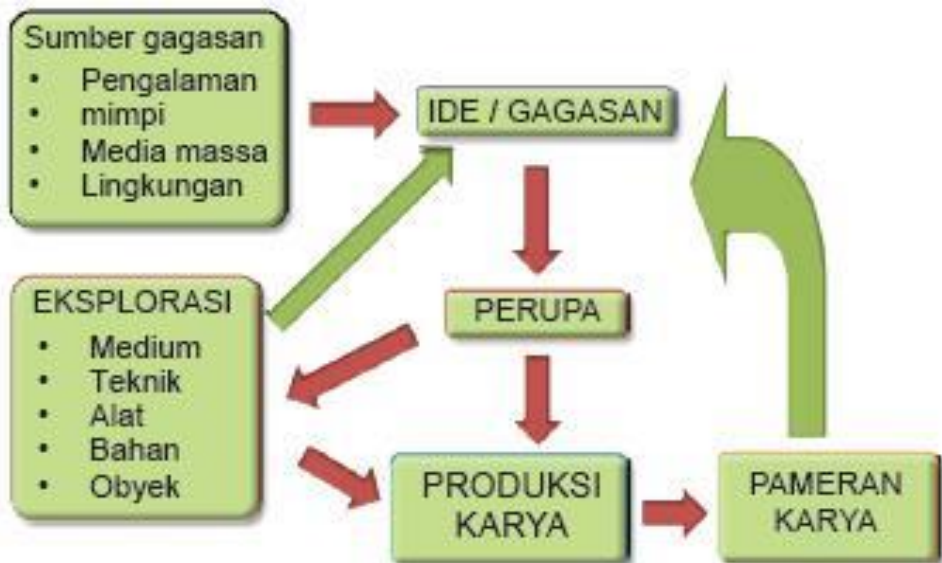 Sumber gagasan
• Pengalaman
• mimpi
• Media massa
• Lingkungan
IDE / GAGASAN
PERUPA
EKSPLORASI
• Medium
• Teknik
• Alat
• Bahan
• Obyek
PRODUKSI
KARYA
PAMERAN
KARYA